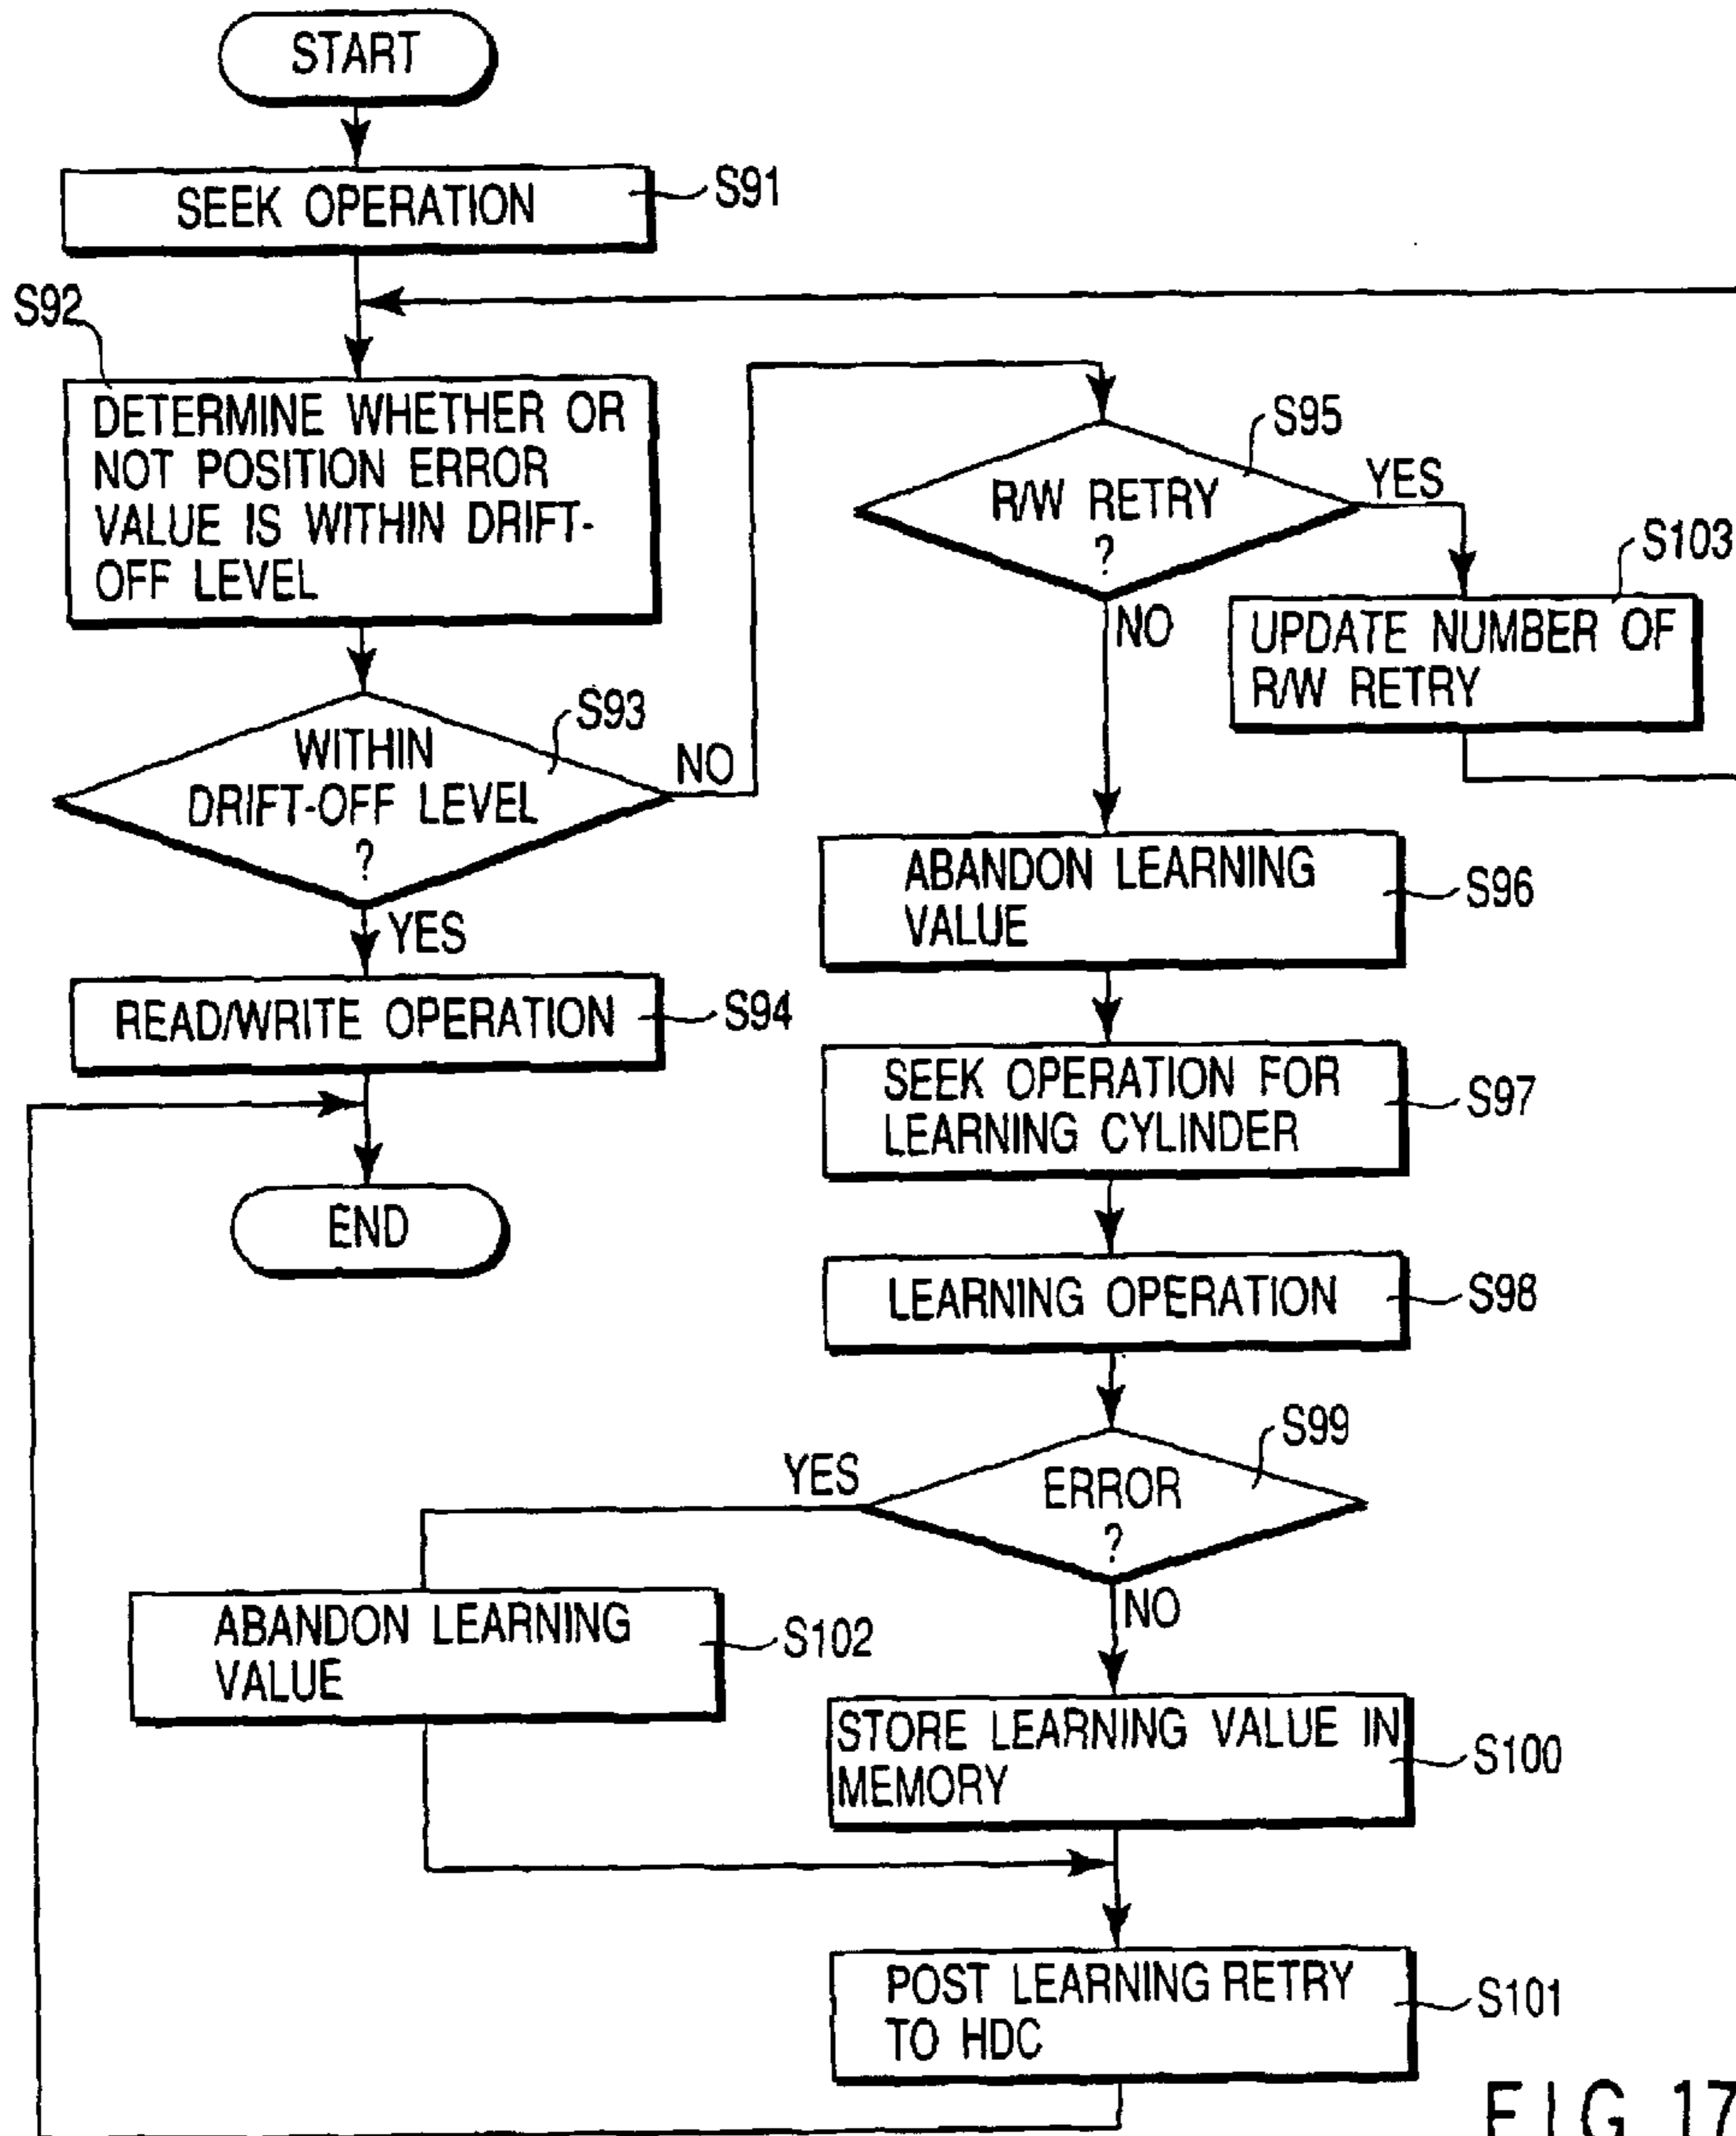 START
SEEK OPERATION
S91
S92
DETERMINE WHETHER OR
NOT POSITION ERROR
VALUE IS WITHIN DRIFT-
OFF LEVEL
WITHIN
DRIFT-OFF LEVEL
?
S93
NO
YES
READ/WRITE OPERATION
S94
END
R/W RETRY
?
S95
YES
NO
S103
UPDATE NUMBER OF
R/W RETRY
ABANDON LEARNING
VALUE
S96
SEEK OPERATION FOR
LEARNING CYLINDER
S97
LEARNING OPERATION
S98
ERROR
?
S99
YES
NO
ABANDON LEARNING
VALUE
S102
STORE LEARNING VALUE IN
MEMORY
S100
POST LEARNING RETRY
TO HDC
S101
FIG. 17